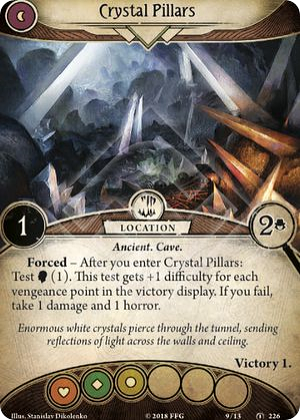 Crystal Pillars
1
LOCATION
2
Ancient. Cave.
Forced – After you enter Crystal Pillars:
Test (1). This test gets +1 difficulty for each
vengeance point in the victory display. If you fail,
take 1 damage and 1 horror.
Enormous white crystals pierce through the tunnel, sending
reflections of light across the walls and ceiling.
Victory 1.
Illus. Stanislav Dikolenko
© 2018 FFG
9/13
226